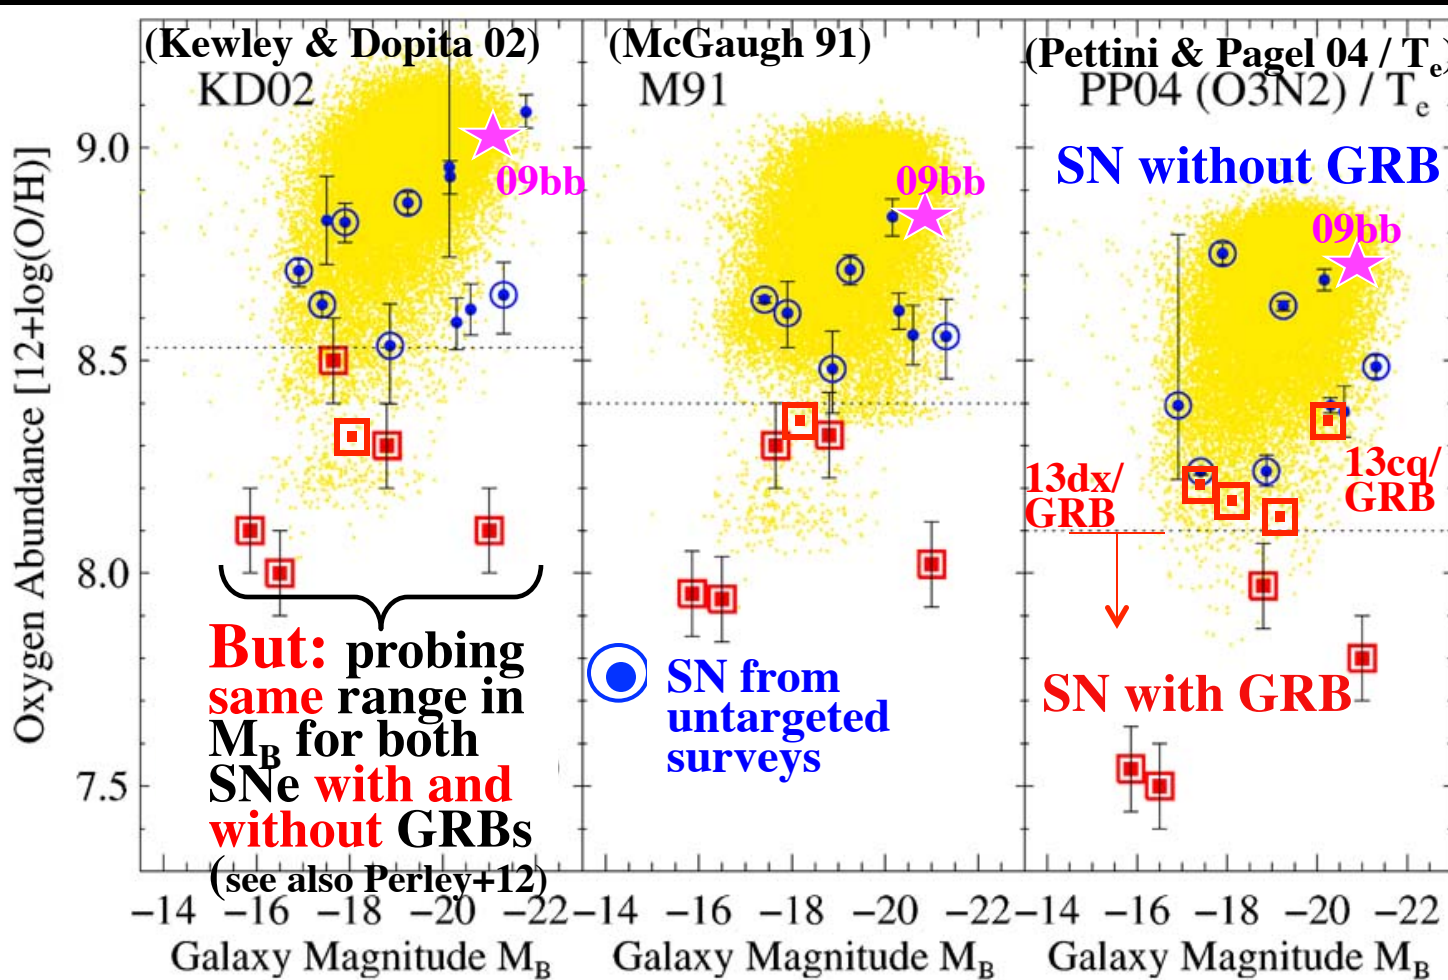 (Kewley & Dopita 02)
KD02
(McGaugh 91)
M91
(Pettini & Pagel 04 / Te)
PP04 (O3N2) / Te
SN without GRB
09bb
09bb
09bb
Oxygen Abundance [12+log(O/H)]
9.0
8.5
8.0
7.5
13dx/
GRB
13cq/
GRB
But: probing
same range in
MB for both
SNe with and
without GRBs
(see also Perley+12)
SN from
untargeted
surveys
SN with GRB
−14 −16 −18 −20 −22
−14 −16 −18 −20 −22
−14 −16 −18 −20 −22
Galaxy Magnitude MB
Galaxy Magnitude MB
Galaxy Magnitude MB